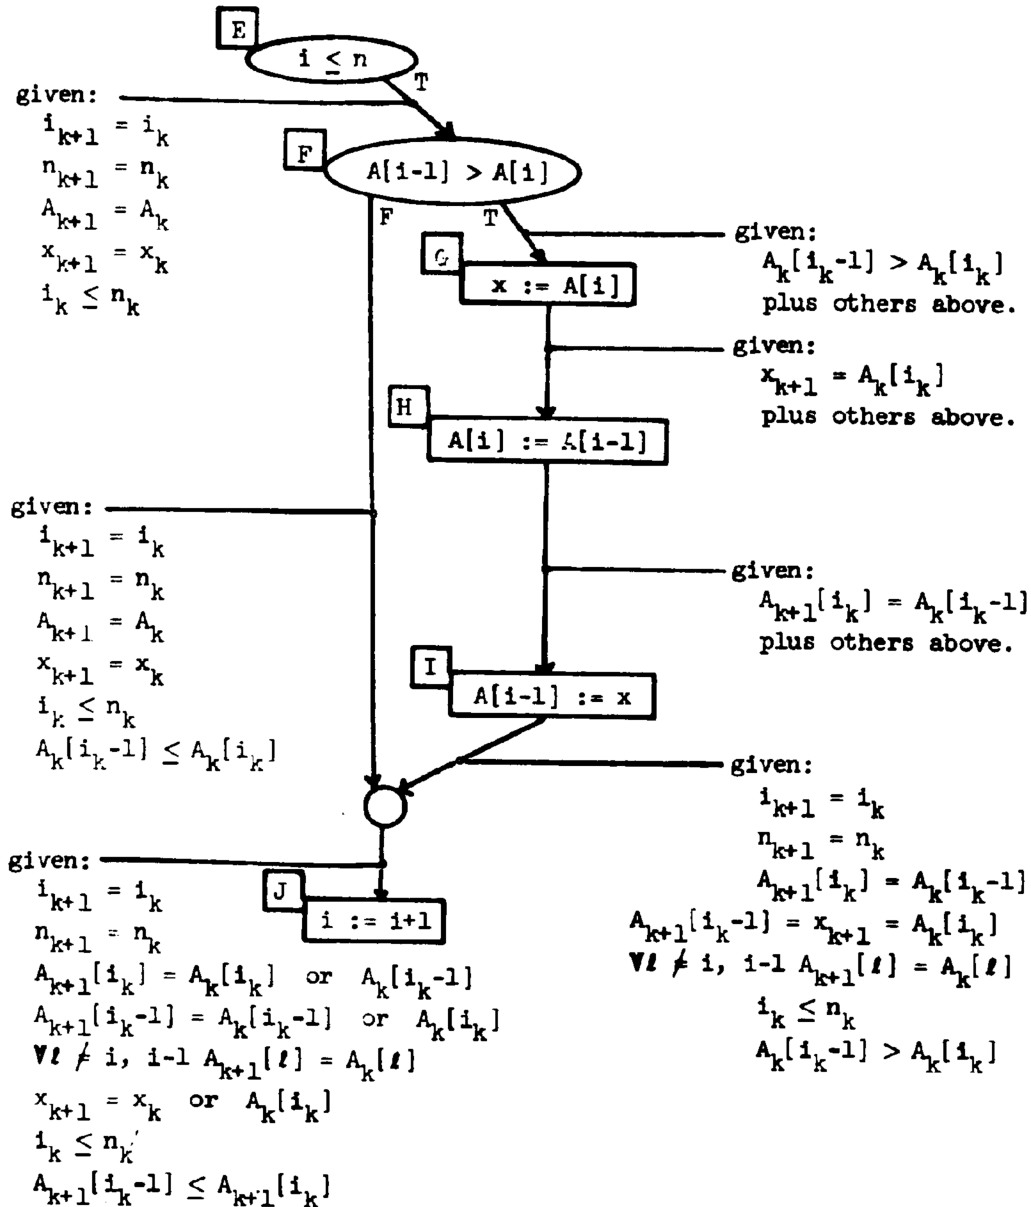 E
i ≤ n
T
given:
i_{k+1} = i_k
n_{k+1} = n_k
A_{k+1} = A_k
x_{k+1} = x_k
i_k ≤ n_k
F
A[i-1] > A[i]
F
T
given:
A_k[i_k-1] > A_k[i_k]
plus others above.
G
x := A[i]
given:
x_{k+1} = A_k[i_k]
plus others above.
H
A[i] := A[i-1]
given:
i_{k+1} = i_k
n_{k+1} = n_k
A_{k+1} = A_k
x_{k+1} = x_k
i_k ≤ n_k
A_k[i_k-1] ≤ A_k[i_k]
given:
A_{k+1}[i_k] = A_k[i_k-1]
plus others above.
I
A[i-1] := x
given:
i_{k+1} = i_k
n_{k+1} = n_k
A_{k+1}[i_k] = A_k[i_k-1]
A_{k+1}[i_k-1] = x_{k+1} = A_k[i_k]
∀ℓ ≠ i, i-1 A_{k+1}[ℓ] = A_k[ℓ]
i_k ≤ n_k
A_k[i_k-1] > A_k[i_k]
given:
i_{k+1} = i_k
n_{k+1} = n_k
A_{k+1}[i_k] = A_k[i_k] or A_k[i_k-1]
A_{k+1}[i_k-1] = A_k[i_k-1] or A_k[i_k]
∀ℓ ≠ i, i-1 A_{k+1}[ℓ] = A_k[ℓ]
x_{k+1} = x_k or A_k[i_k]
i_k ≤ n_k
A_{k+1}[i_k-1] ≤ A_{k+1}[i_k]
J
i := i+1